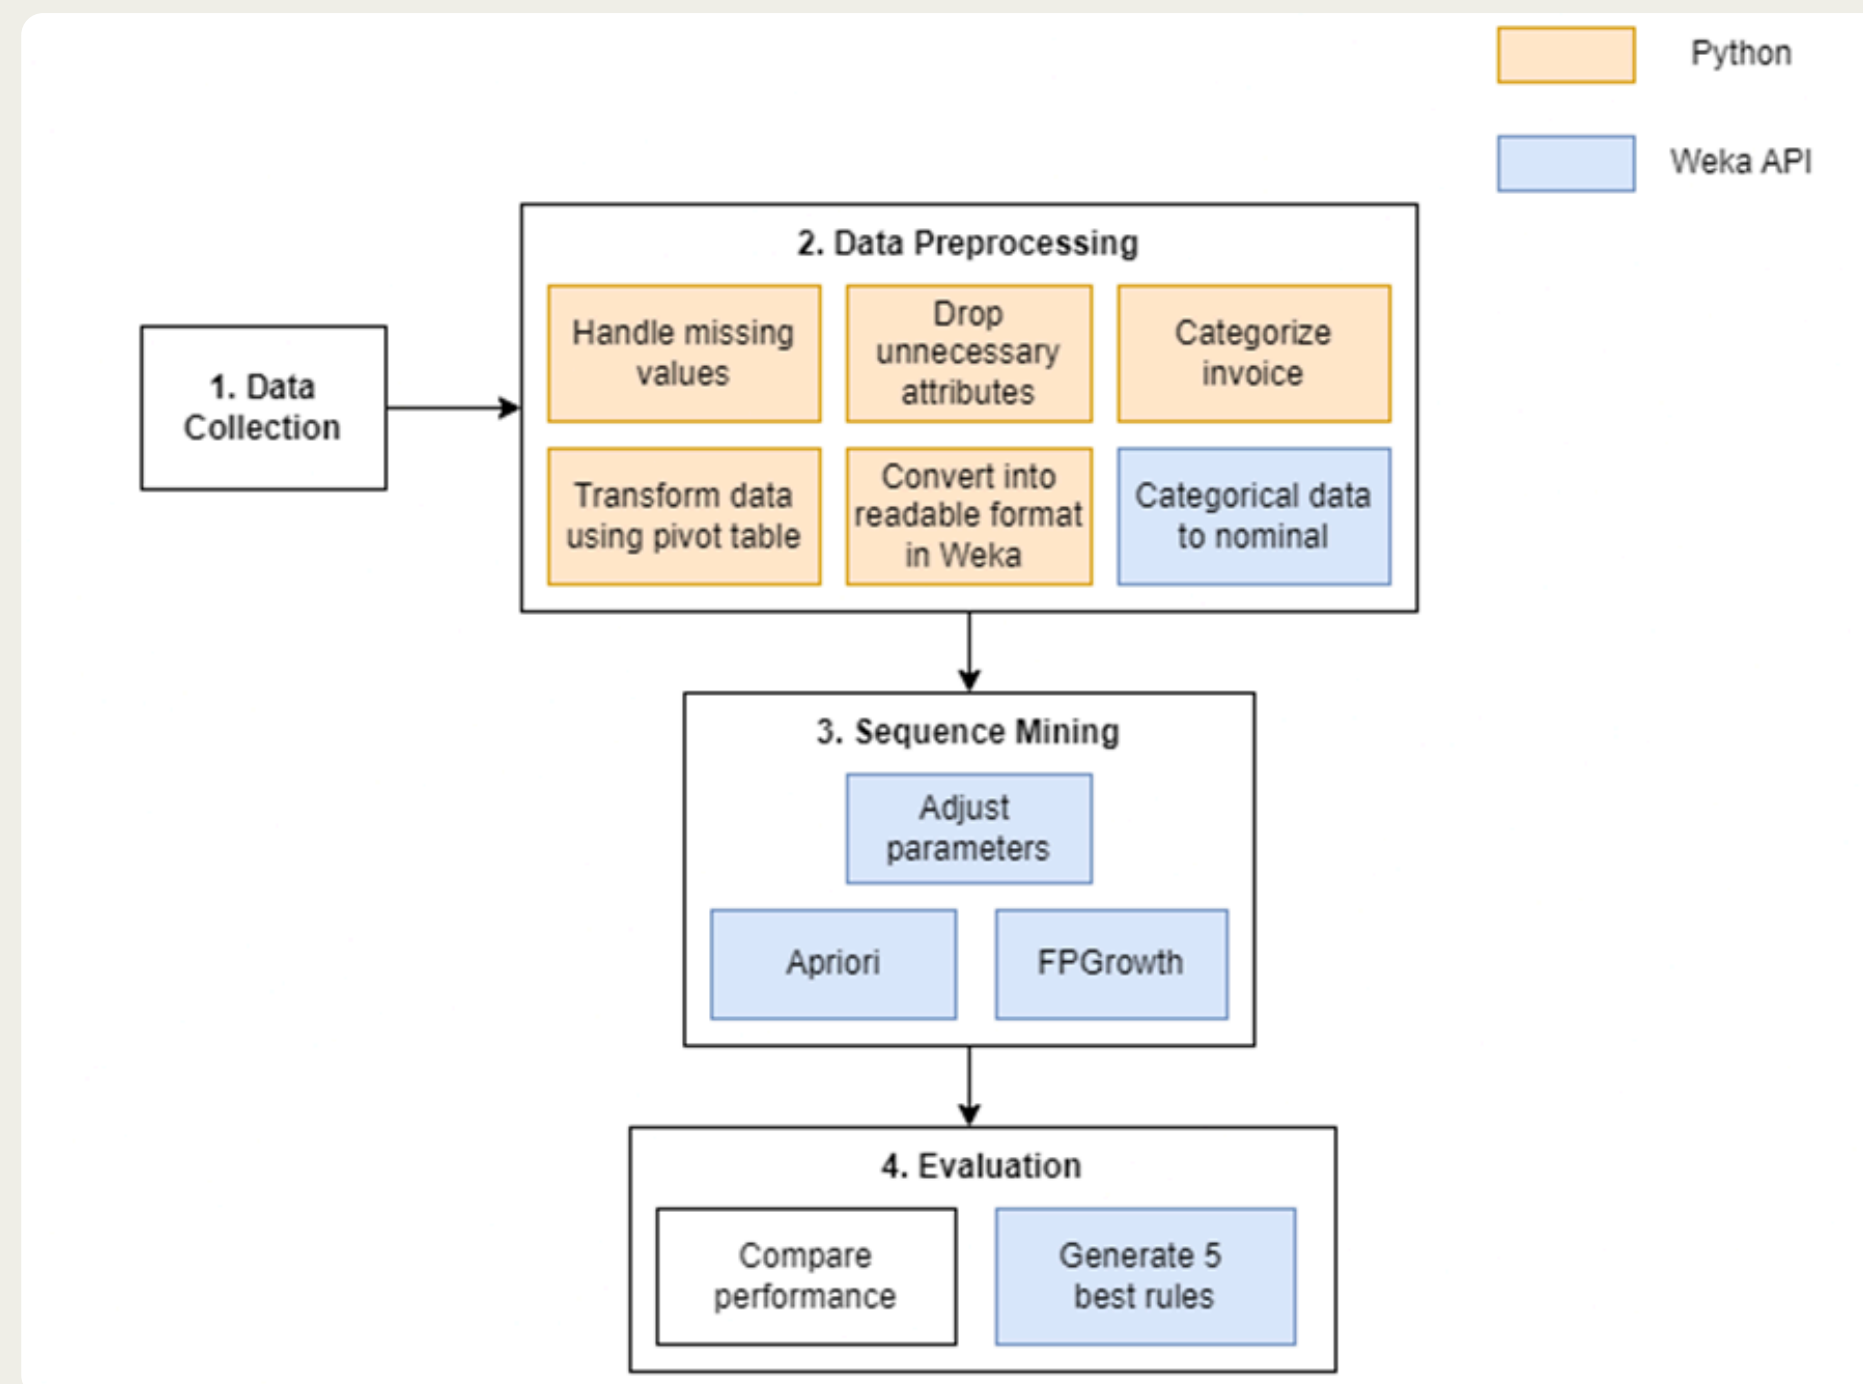 Python
Weka API
2. Data Preprocessing
Handle missing
values
Drop
unnecessary
attributes
Categorize
invoice
1. Data
Collection
Transform data
using pivot table
Convert into
readable format
in Weka
Categorical data
to nominal
3. Sequence Mining
Adjust
parameters
Apriori
FPGrowth
4. Evaluation
Compare
performance
Generate 5
best rules